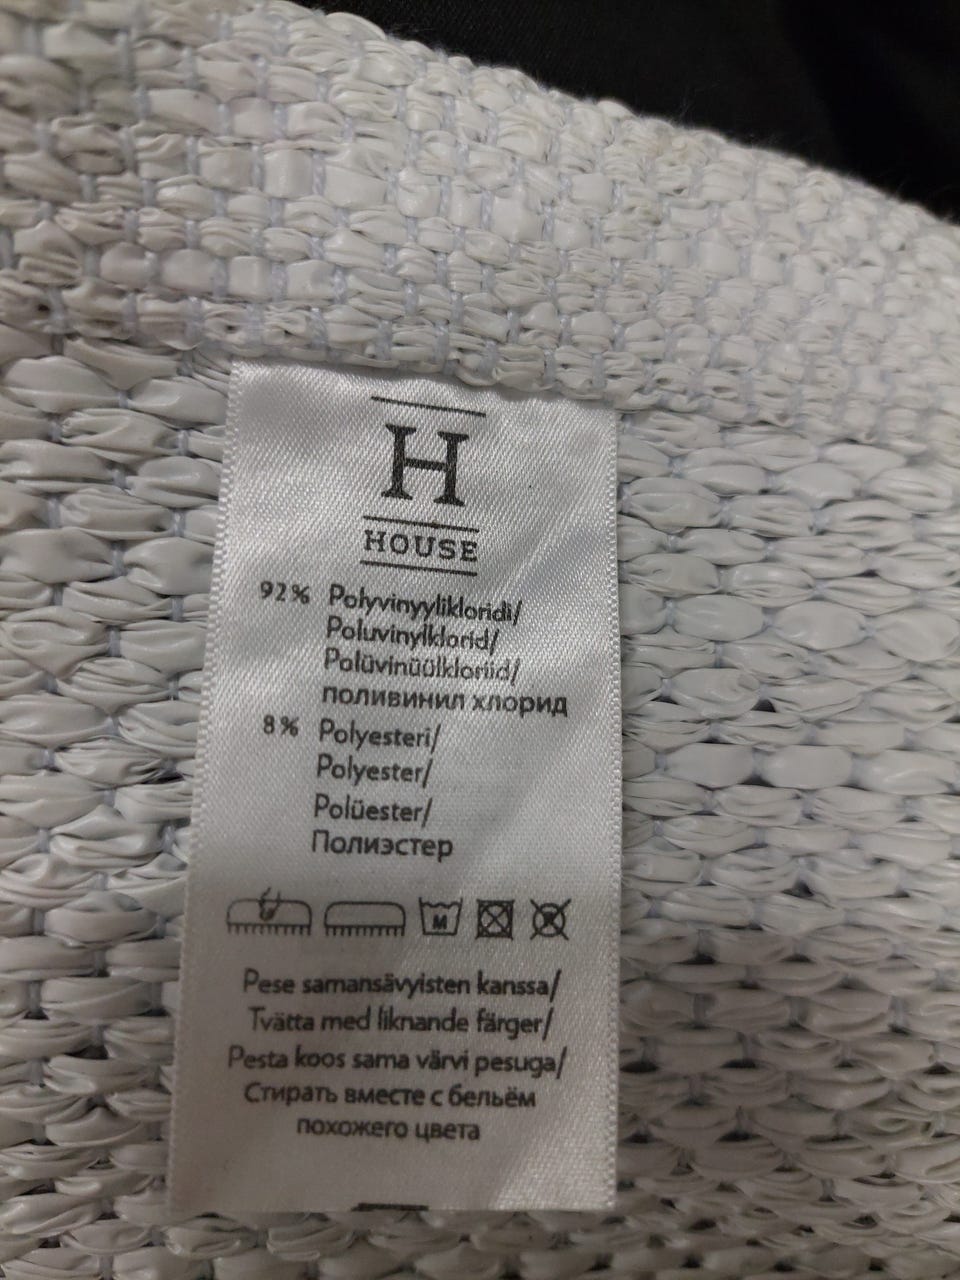 H
HOUSE
92% Polyvinyylikloridi/
Poluvinylklorid/
Polüvinüülkloriid/
поливинил хлорид
8% Polyesteri/
Polyester/
Polüester/
Полиэстер
M P
Pese samansävyisten kanssa/
Tvätta med liknande färger/
Pesta koos sama värvi pesuga/
Стирать вместе с бельём
похожего цвета